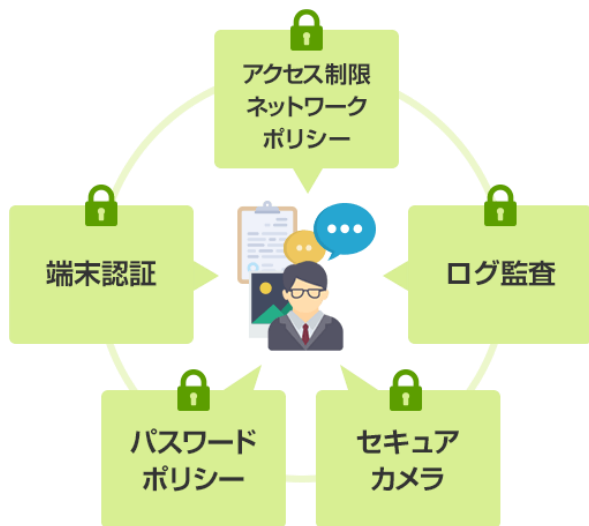 アクセス制限
ネットワーク
ポリシー
端末認証
ログ監査
パスワード
ポリシー
セキュア
カメラ